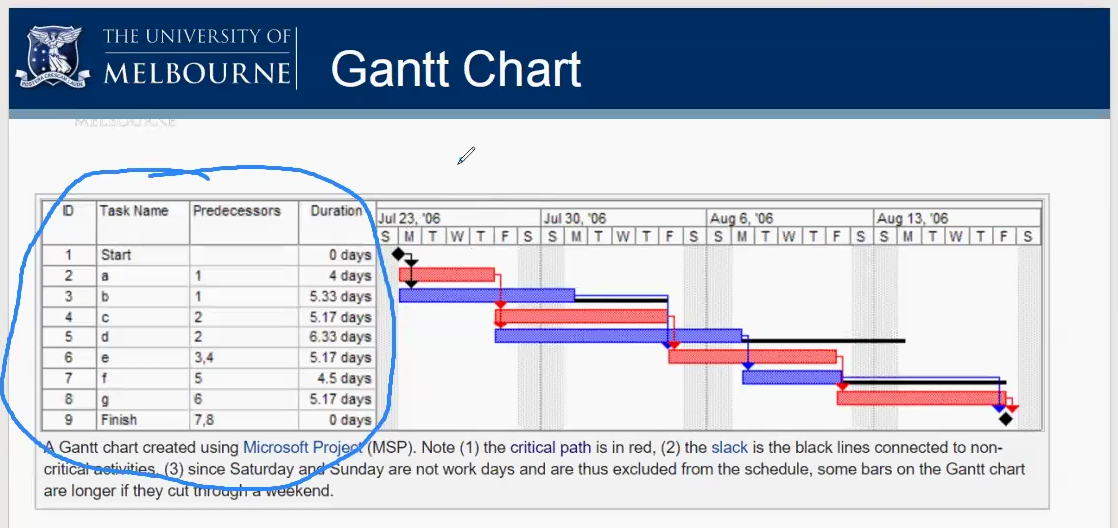 THE UNIVERSITY OF
MELBOURNE
Gantt Chart
MELBOURNE
ID Task Name Predecessors Duration
Jul 23, '06 Jul 30, '06 Aug 6, '06 Aug 13, '06
S M T W T F S S M T W T F S S M T W T F S S M T W T F S
1 Start 0 days
2 a 1 4 days
3 b 1 5.33 days
4 c 2 5.17 days
5 d 2 6.33 days
6 e 3,4 5.17 days
7 f 5 4.5 days
8 g 6 5.17 days
9 Finish 7,8 0 days
A Gantt chart created using Microsoft Project (MSP). Note (1) the critical path is in red, (2) the slack is the black lines connected to non-
critical activities, (3) since Saturday and Sunday are not work days and are thus excluded from the schedule, some bars on the Gantt chart
are longer if they cut through a weekend.